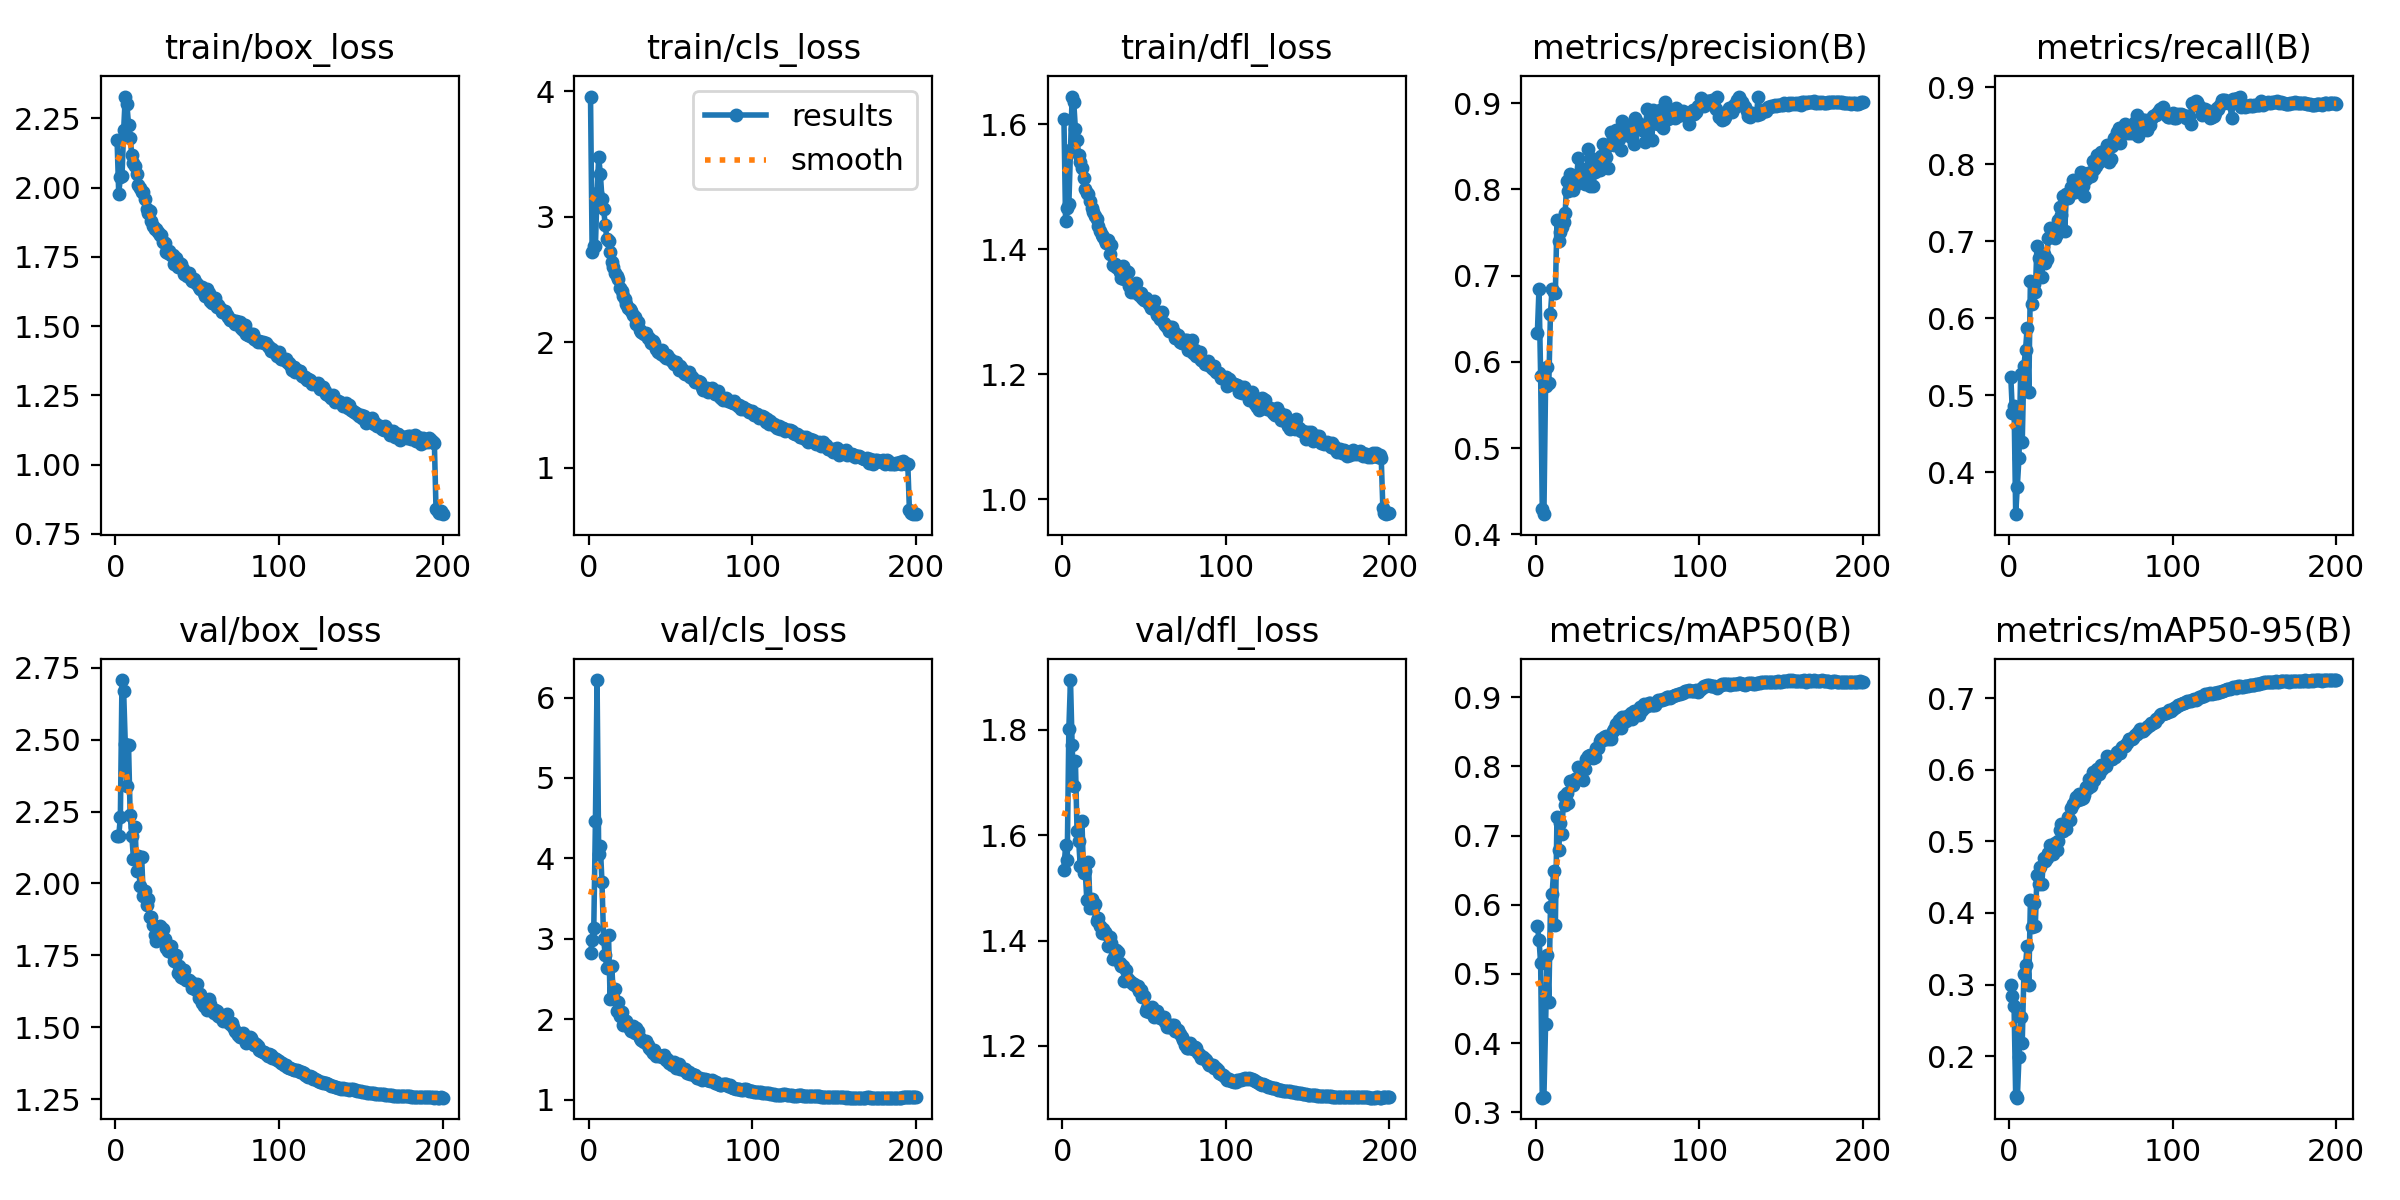 train/box_loss
2.25
2.00
1.75
1.50
1.25
1.00
0.75
0 100 200
train/cls_loss
results
smooth
4
3
2
1
0 100 200
train/dfl_loss
1.6
1.4
1.2
1.0
0 100 200
metrics/precision(B)
0.9
0.8
0.7
0.6
0.5
0.4
0 100 200
metrics/recall(B)
0.9
0.8
0.7
0.6
0.5
0.4
0 100 200
val/box_loss
2.75
2.50
2.25
2.00
1.75
1.50
1.25
0 100 200
val/cls_loss
6
5
4
3
2
1
0 100 200
val/dfl_loss
1.8
1.6
1.4
1.2
0 100 200
metrics/mAP50(B)
0.9
0.8
0.7
0.6
0.5
0.4
0.3
0 100 200
metrics/mAP50-95(B)
0.7
0.6
0.5
0.4
0.3
0.2
0 100 200